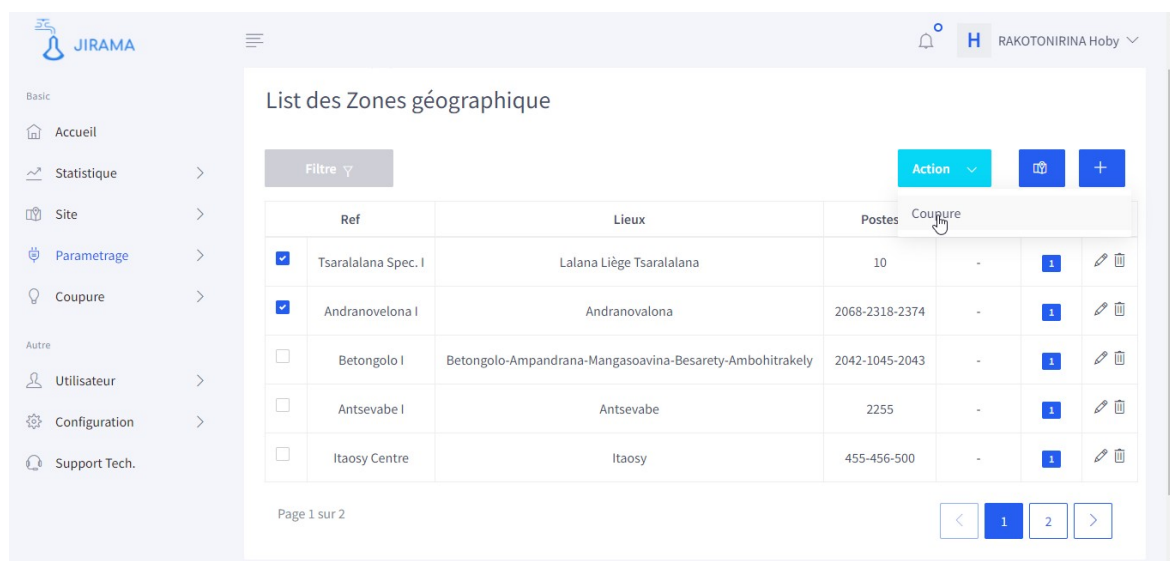 JIRAMA
H RAKOTONIRINA Hoby
Basic
Accueil
Statistique
Site
Parametrage
Coupure
Autre
Utilisateur
Configuration
Support Tech.
List des Zones géographique
Filtre
Action
Coupure
Ref Lieux Postes
Tsaralalana Spec. I Lalana Liège Tsaralalana 10 - 1
Andranovelona I Andranovalona 2068-2318-2374 - 1
Betongolo I Betongolo-Ampandrana-Mangasoavina-Besarety-Ambohitrakely 2042-1045-2043 - 1
Antsevabe I Antsevabe 2255 - 1
Itaosy Centre Itaosy 455-456-500 - 1
Page 1 sur 2
< 1 2 >